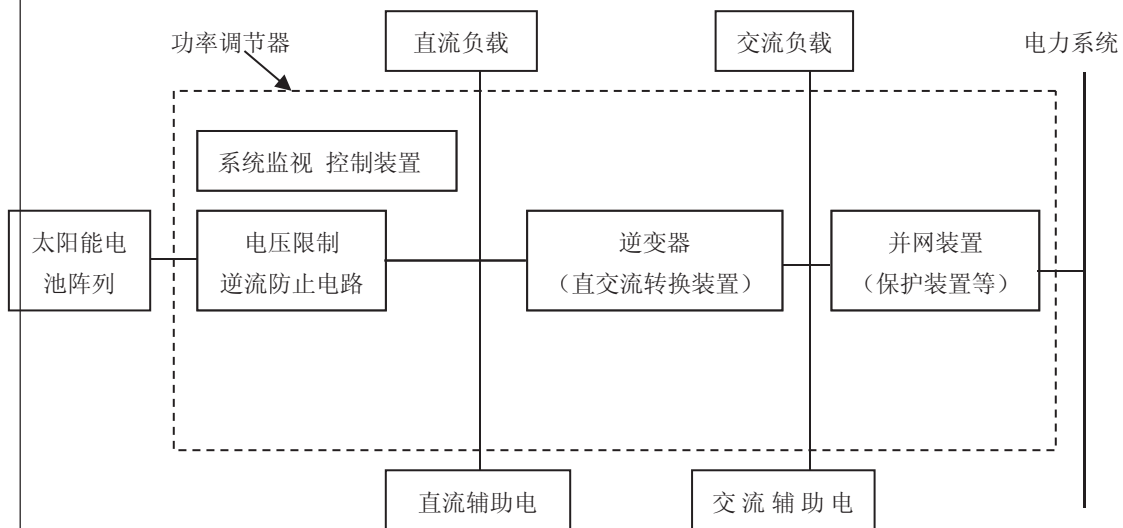 功率调节器
直流负载
交流负载
电力系统
系统监视 控制装置
太阳能电
池阵列
电压限制
逆流防止电路
逆变器
（直交流转换装置）
并网装置
（保护装置等）
直流辅助电
交流辅助电